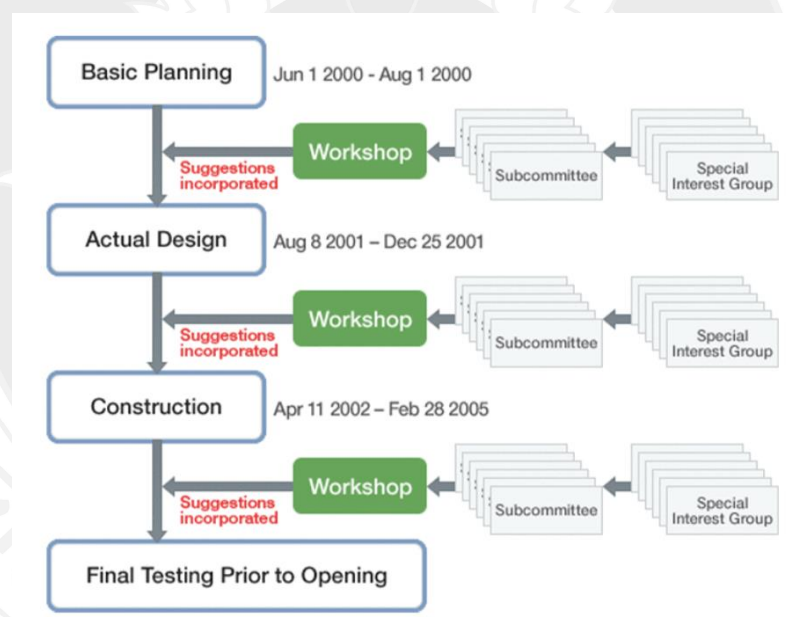 Basic Planning
Jun 1 2000 - Aug 1 2000
Workshop
Suggestions
incorporated
Subcommittee
Special
Interest Group
Actual Design
Aug 8 2001 – Dec 25 2001
Workshop
Suggestions
incorporated
Subcommittee
Special
Interest Group
Construction
Apr 11 2002 – Feb 28 2005
Workshop
Suggestions
incorporated
Subcommittee
Special
Interest Group
Final Testing Prior to Opening